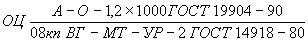 ОЦ А – О – 1,2 × 1000 ГОСТ 19904 – 90
08кп ВГ – МТ – УР – 2 ГОСТ 14918 – 80